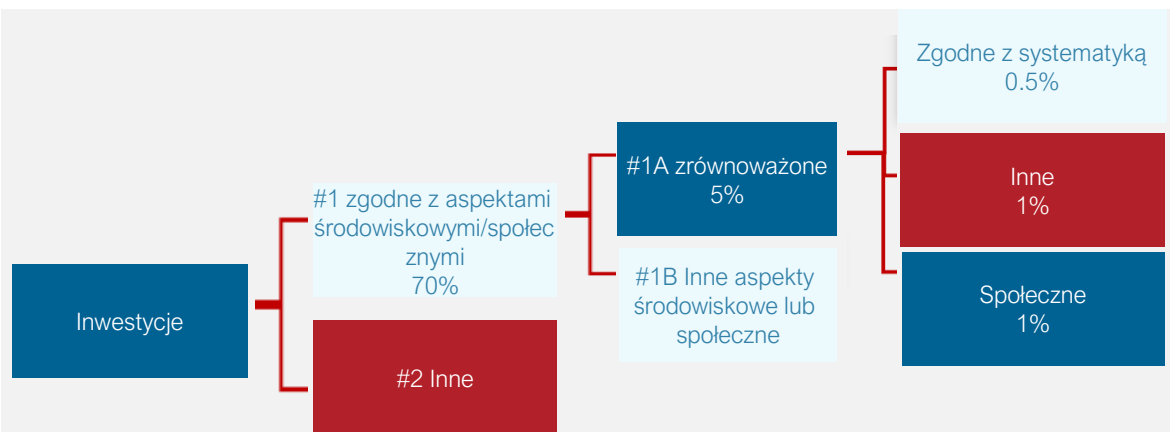 Inwestycje
#1 zgodne z aspektami
środowiskowymi/społec
znymi
70%
#2 Inne
#1A zrównoważone
5%
#1B Inne aspekty
środowiskowe lub
społeczne
Zgodne z systematyką
0.5%
Inne
1%
Społeczne
1%